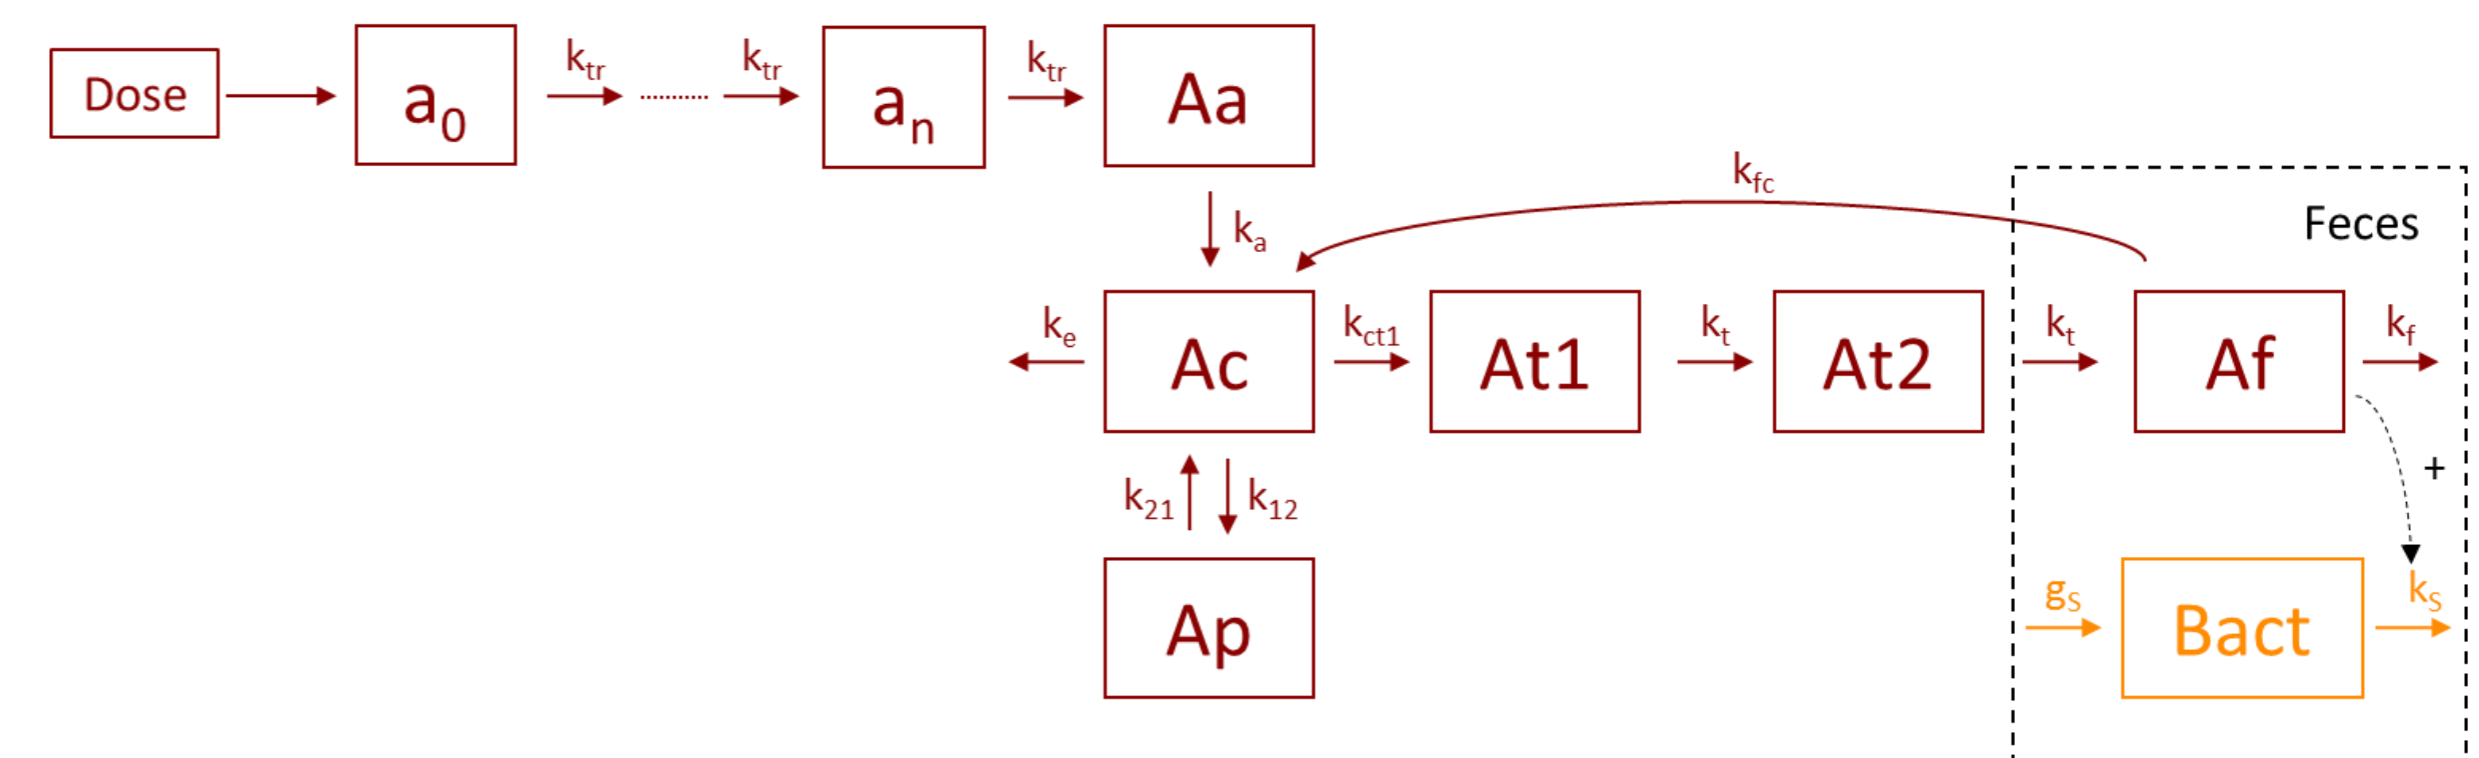 Dose
a0
ktr
..........
ktr
an
ktr
Aa
ka
kfc
Feces
ke
Ac
kct1
At1
kt
At2
kt
Af
kf
+
k21
k12
Ap
gS
Bact
kS